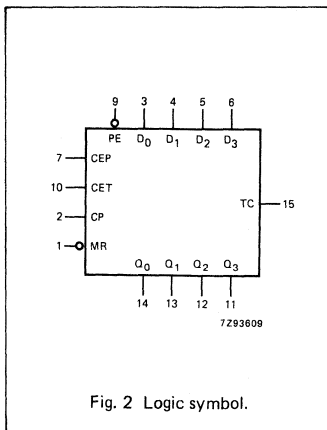 9 3 4 5 6
PE D0 D1 D2 D3
7 CEP
10 CET
TC 15
2 CP
1 MR
Q0 Q1 Q2 Q3
14 13 12 11
7Z93609
Fig. 2 Logic symbol.